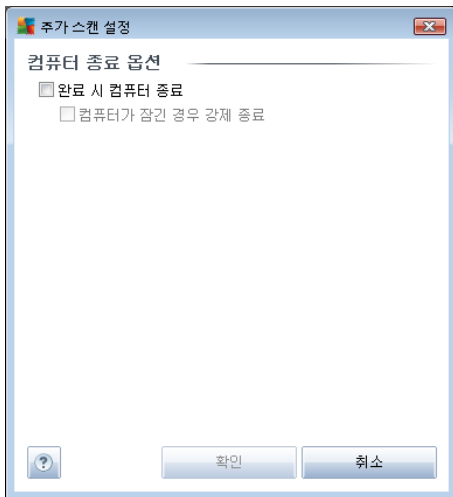 추가 스캔 설정
컴퓨터 종료 옵션
완료 시 컴퓨터 종료
컴퓨터가 잠긴 경우 강제 종료
?
확인
취소